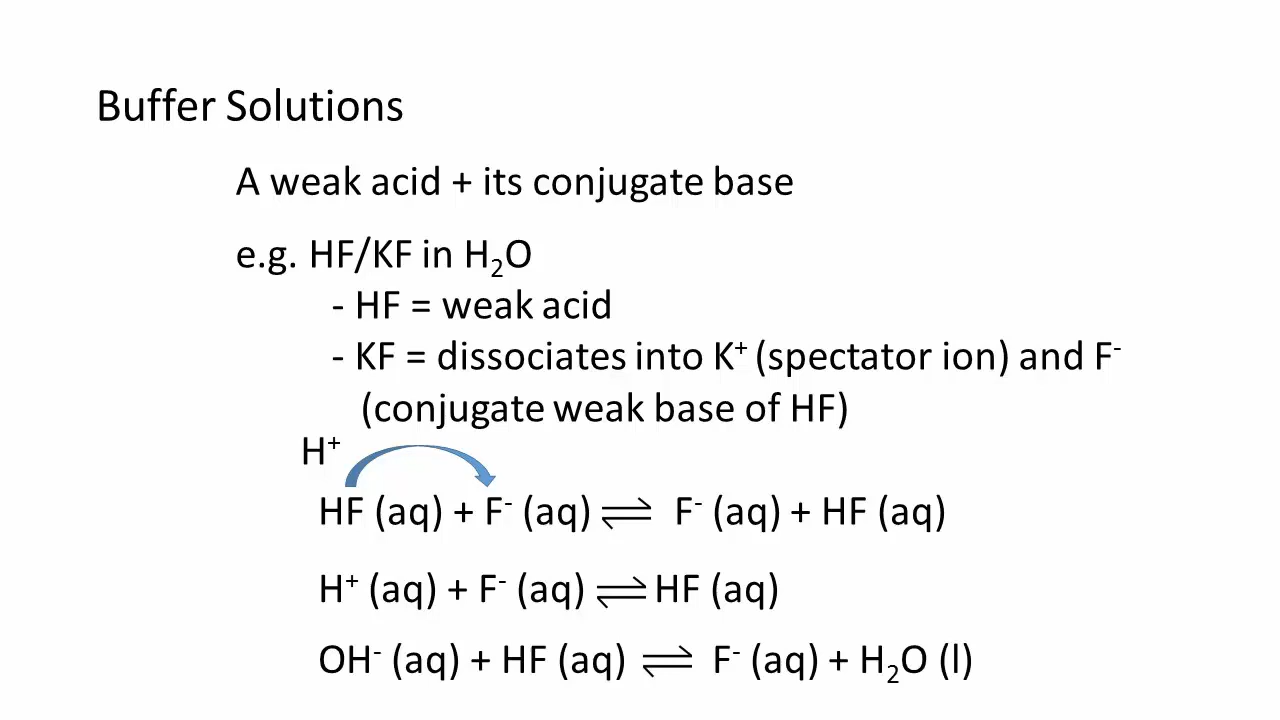 Buffer Solutions
A weak acid + its conjugate base
e.g. HF/KF in H₂O
- HF = weak acid
- KF = dissociates into K⁺ (spectator ion) and F⁻
(conjugate weak base of HF)
H⁺
HF (aq) + F⁻ (aq) ⇌ F⁻ (aq) + HF (aq)
H⁺ (aq) + F⁻ (aq) ⇌ HF (aq)
OH⁻ (aq) + HF (aq) ⇌ F⁻ (aq) + H₂O (l)